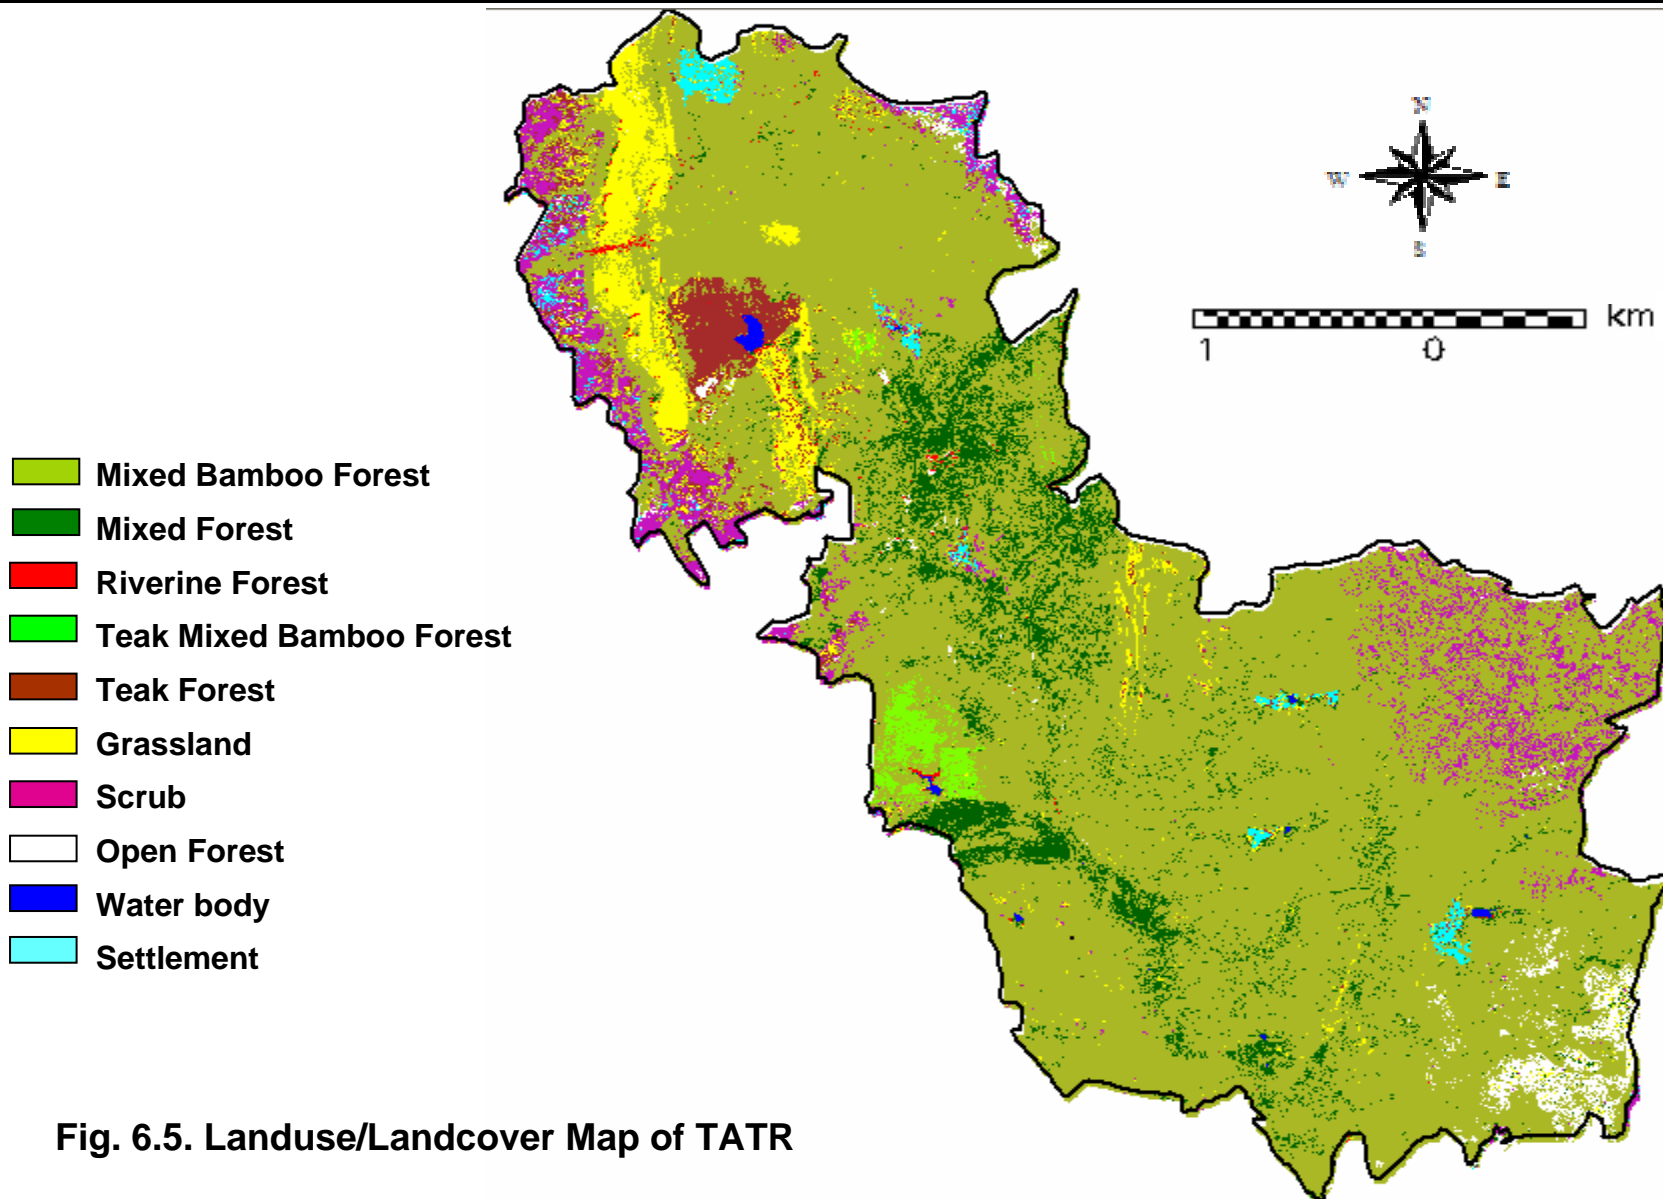 N
W E
S
km
1 0
Mixed Bamboo Forest
Mixed Forest
Riverine Forest
Teak Mixed Bamboo Forest
Teak Forest
Grassland
Scrub
Open Forest
Water body
Settlement
Fig. 6.5. Landuse/Landcover Map of TATR